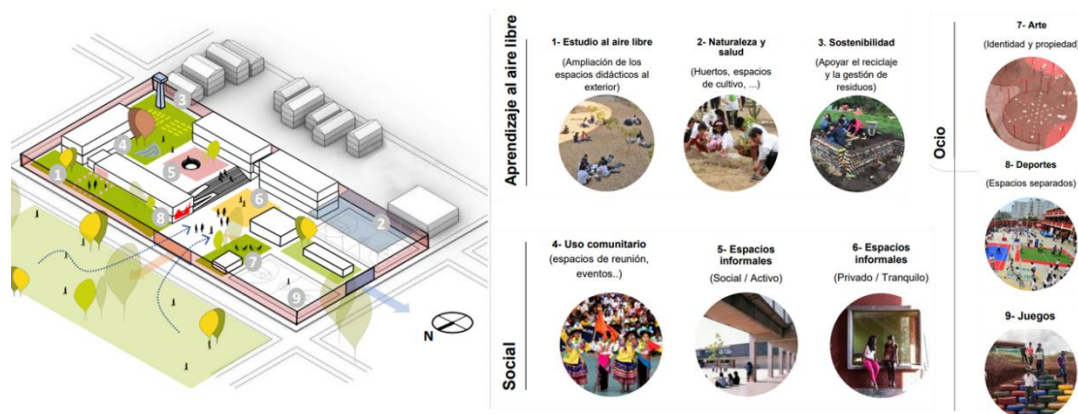 3
4
1
5
6
2
8
7
9
N
Aprendizaje al aire libre
1- Estudio al aire libre
(Ampliación de los
espacios didácticos al
exterior)
2- Naturaleza y
salud
(Huertos, espacios
de cultivo, ...)
3. Sostenibilidad
(Apoyar el reciclaje
y la gestión de
residuos)
Social
4- Uso comunitario
(espacios de reunión,
eventos..)
5- Espacios
informales
(Social / Activo)
6- Espacios
informales
(Privado / Tranquilo)
Ocio
7- Arte
(Identidad y propiedad)
8- Deportes
(Espacios separados)
9- Juegos